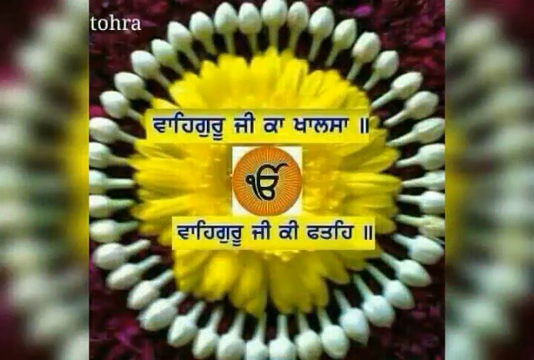 tohra
ਵਾਹਿਗੁਰੂ ਜੀ ਕਾ ਖਾਲਸਾ ॥
ੴ
ਵਾਹਿਗੁਰੂ ਜੀ ਕੀ ਫਤਹਿ ॥